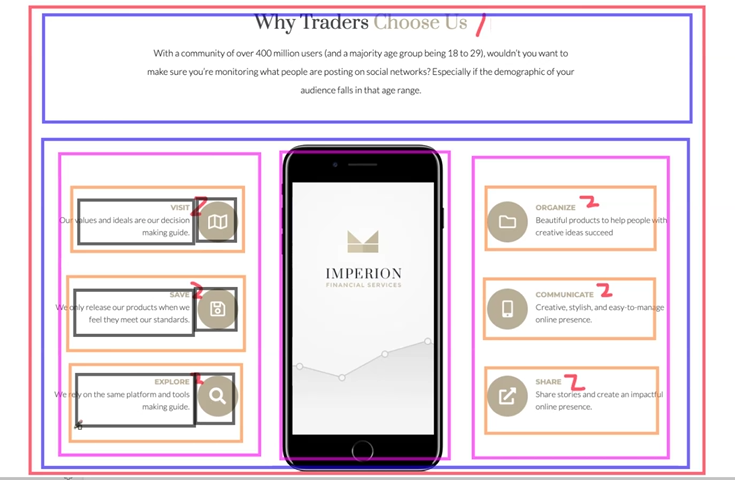 Why Traders Choose Us 1
With a community of over 400 million users (and a majority age group being 18 to 29), wouldn't you want to
make sure you're monitoring what people are posting on social networks? Especially if the demographic of your
audience falls in that age range.
VISIT 2
Our values and ideals are our decision
making guide.
SAVE 2
We only release our products when we
feel they meet our standards.
EXPLORE
We rely on the same platform and tools
making guide.
IMPERION
FINANCIAL SERVICES
ORGANIZE 2
Beautiful products to help people with
creative ideas succeed
COMMUNICATE 2
Creative, stylish, and easy-to-manage
online presence.
SHARE 2
Share stories and create an impactful
online presence.